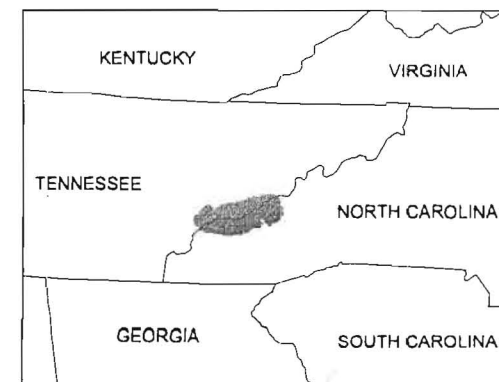 KENTUCKY
VIRGINIA
TENNESSEE
NORTH CAROLINA
GEORGIA
SOUTH CAROLINA